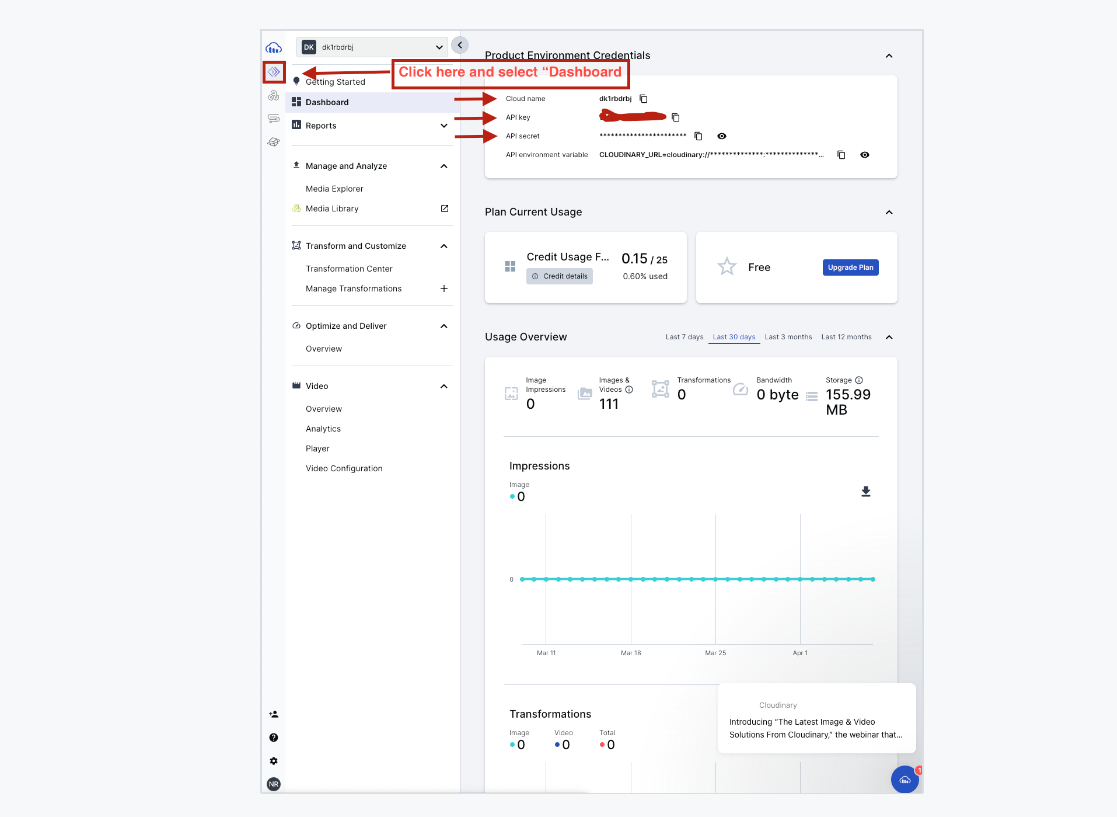 DK dk1rbdrbj
Click here and select “Dashboard
Getting Started
Dashboard
Reports
Manage and Analyze
Media Explorer
Media Library
Transform and Customize
Transformation Center
Manage Transformations
Optimize and Deliver
Overview
Video
Overview
Analytics
Player
Video Configuration
NR
Product Environment Credentials
Cloud name dk1rbdrbj
API key
API secret ***********************
API environment variable CLOUDINARY_URL=cloudinary://**************:**************...
Plan Current Usage
Credit Usage F... 0.15 / 25
Credit details 0.60% used
Free Upgrade Plan
Usage Overview Last 7 days Last 30 days Last 3 months Last 12 months
Image Impressions
0
Images & Videos
111
Transformations
0
Bandwidth
0 byte
Storage
155.99 MB
Impressions
Image
0
0
Mar 11 Mar 18 Mar 25 Apr 1
Transformations
Image Video Total
0 0 0
Cloudinary
Introducing “The Latest Image & Video
Solutions From Cloudinary,” the webinar that...
1